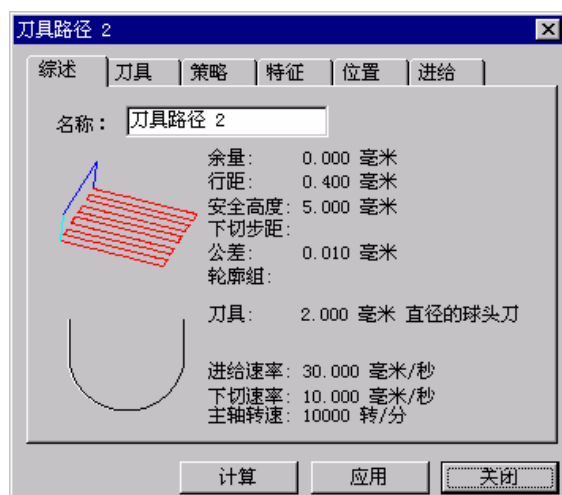 刀具路径 2
综述 刀具 策略 特征 位置 进给
名称： 刀具路径 2
余量: 0.000 毫米
行距: 0.400 毫米
安全高度: 5.000 毫米
下切步距:
公差: 0.010 毫米
轮廓组:
刀具: 2.000 毫米 直径的球头刀
进给速率: 30.000 毫米/秒
下切速率: 10.000 毫米/秒
主轴转速: 10000 转/分
计算 应用 关闭